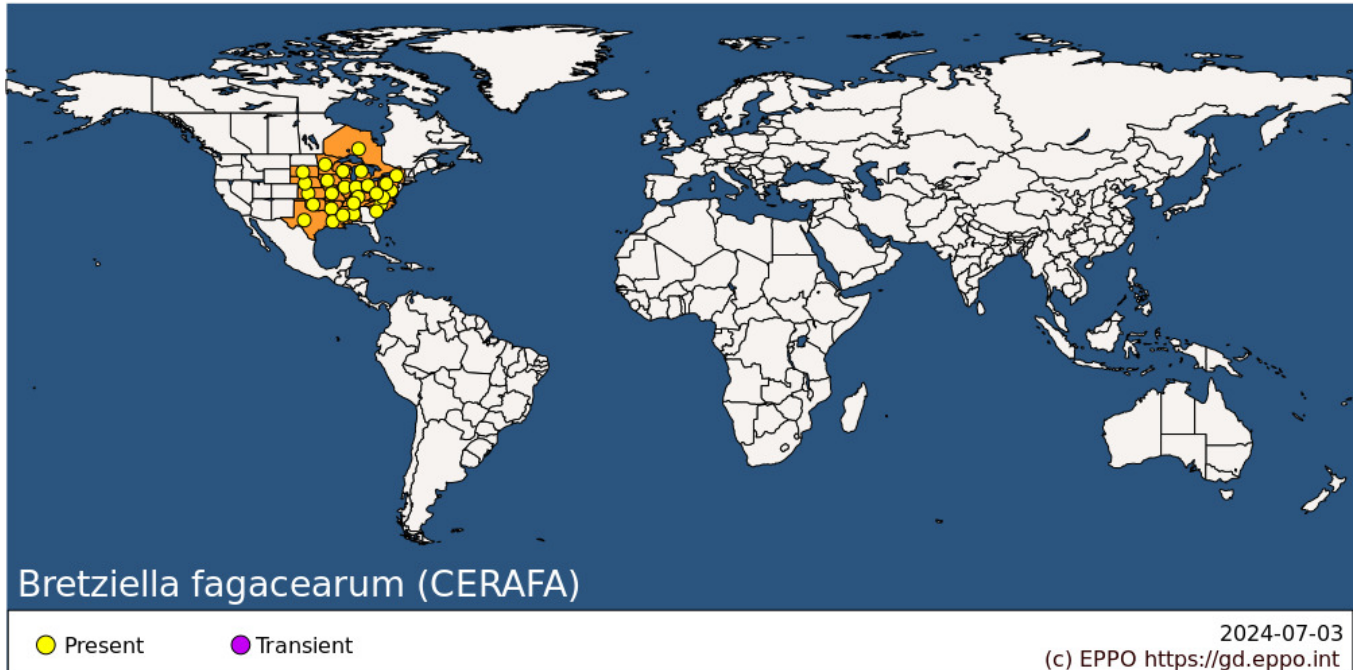 Bretziella fagacearum (CERAFA)
Present
Transient
2024-07-03
(c) EPPO https://gd.eppo.int